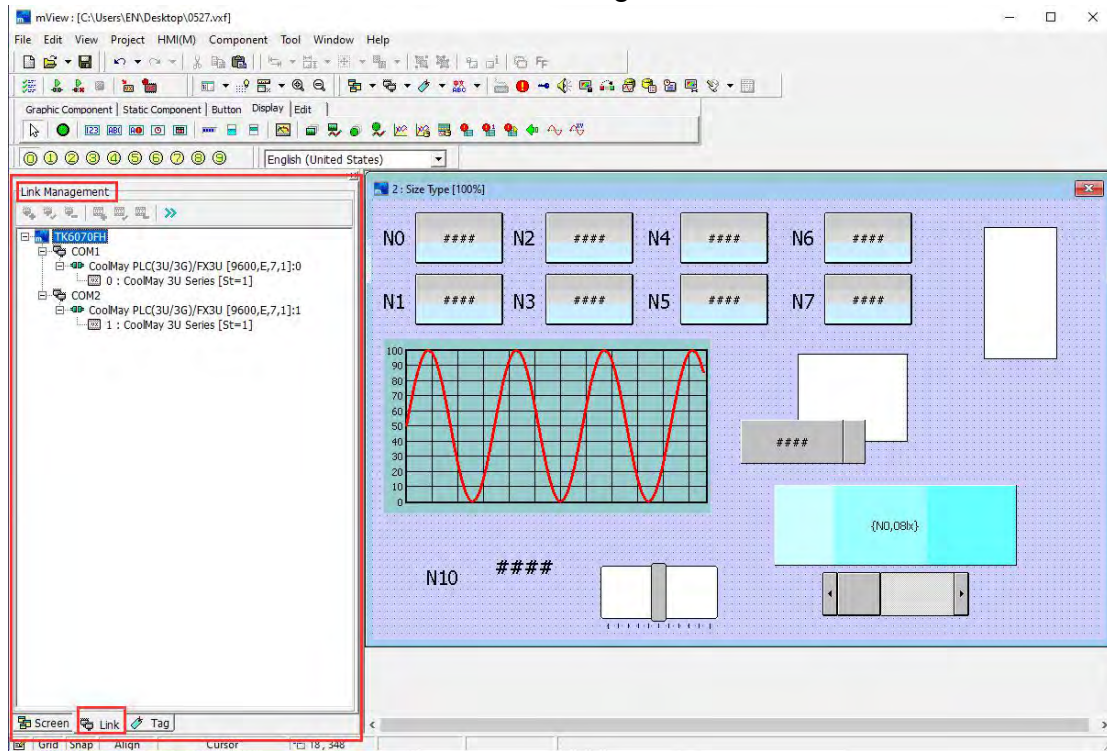 mView : [C:\Users\EN\Desktop\0527.vxf]
File Edit View Project HMI(M) Component Tool Window Help
Graphic Component Static Component Button Display Edit
English (United States)
Link Management
2 : Size Type [100%]
TK6070FH
COM1
CoolMay PLC(3U/3G)/FX3U [9600,E,7,1]:0
0 : CoolMay 3U Series [St=1]
COM2
CoolMay PLC(3U/3G)/FX3U [9600,E,7,1]:1
1 : CoolMay 3U Series [St=1]
N0 #### N2 #### N4 #### N6 ####
N1 #### N3 #### N5 #### N7 ####
100
90
80
70
60
50
40
30
20
10
0
####
{N0,08lx}
N10 ####
Screen Link Tag
Grid Snap Align Cursor 18, 348